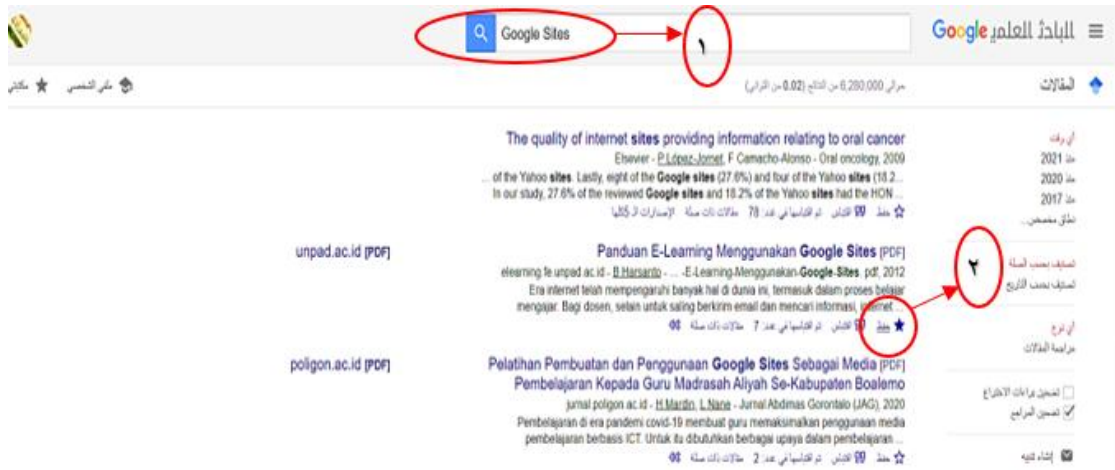 الباحث العلمي Google
Google Sites
١
المقالات
حوالي 6,280,000 من النتائج (0.02 من الثواني)
ملفي الشخصي
مكتبتي
أي وقت
منذ 2021
منذ 2020
منذ 2017
نطاق مخصص...
تصنيف بحسب الصلة
تصنيف بحسب التاريخ
٢
أي نوع
مراجعة المقالات
تضمين براءات الاختراع
تضمين المراجع
إنشاء تنبيه
The quality of internet sites providing information relating to oral cancer
Elsevier - P López-Jornet, F Camacho-Alonso - Oral oncology, 2009
... of the Yahoo sites. Lastly, eight of the Google sites (27.6%) and four of the Yahoo sites (18.2...
In our study, 27.6% of the reviewed Google sites and 18.2% of the Yahoo sites had the HON ...
حفظ اقتباس تم اقتباسها في عدد: 78 مقالات ذات صلة الإصدارات الـ 5كلها
Panduan E-Learning Menggunakan Google Sites [PDF]
elearning.fe.unpad.ac.id - B Harsanto - ... -E-Learning-Menggunakan-Google-Sites. pdf, 2012
Era internet telah mempengaruhi banyak hal di dunia ini, termasuk dalam proses belajar
mengajar. Bagi dosen, selain untuk saling berkirim email dan mencari informasi, internet ...
حفظ اقتباس تم اقتباسها في عدد: 7 مقالات ذات صلة
unpad.ac.id [PDF]
Pelatihan Pembuatan dan Penggunaan Google Sites Sebagai Media [PDF]
Pembelajaran Kepada Guru Madrasah Aliyah Se-Kabupaten Boalemo
jurnal.poligon.ac.id - H Mardin, L Nane - Jurnal Abdimas Gorontalo (JAG), 2020
Pembelajaran di era pandemi covid-19 membuat guru memaksimalkan penggunaan media
pembelajaran berbasis ICT. Untuk itu dibutuhkan berbagai upaya dalam pembelajaran ...
حفظ اقتباس تم اقتباسها في عدد: 2 مقالات ذات صلة
poligon.ac.id [PDF]